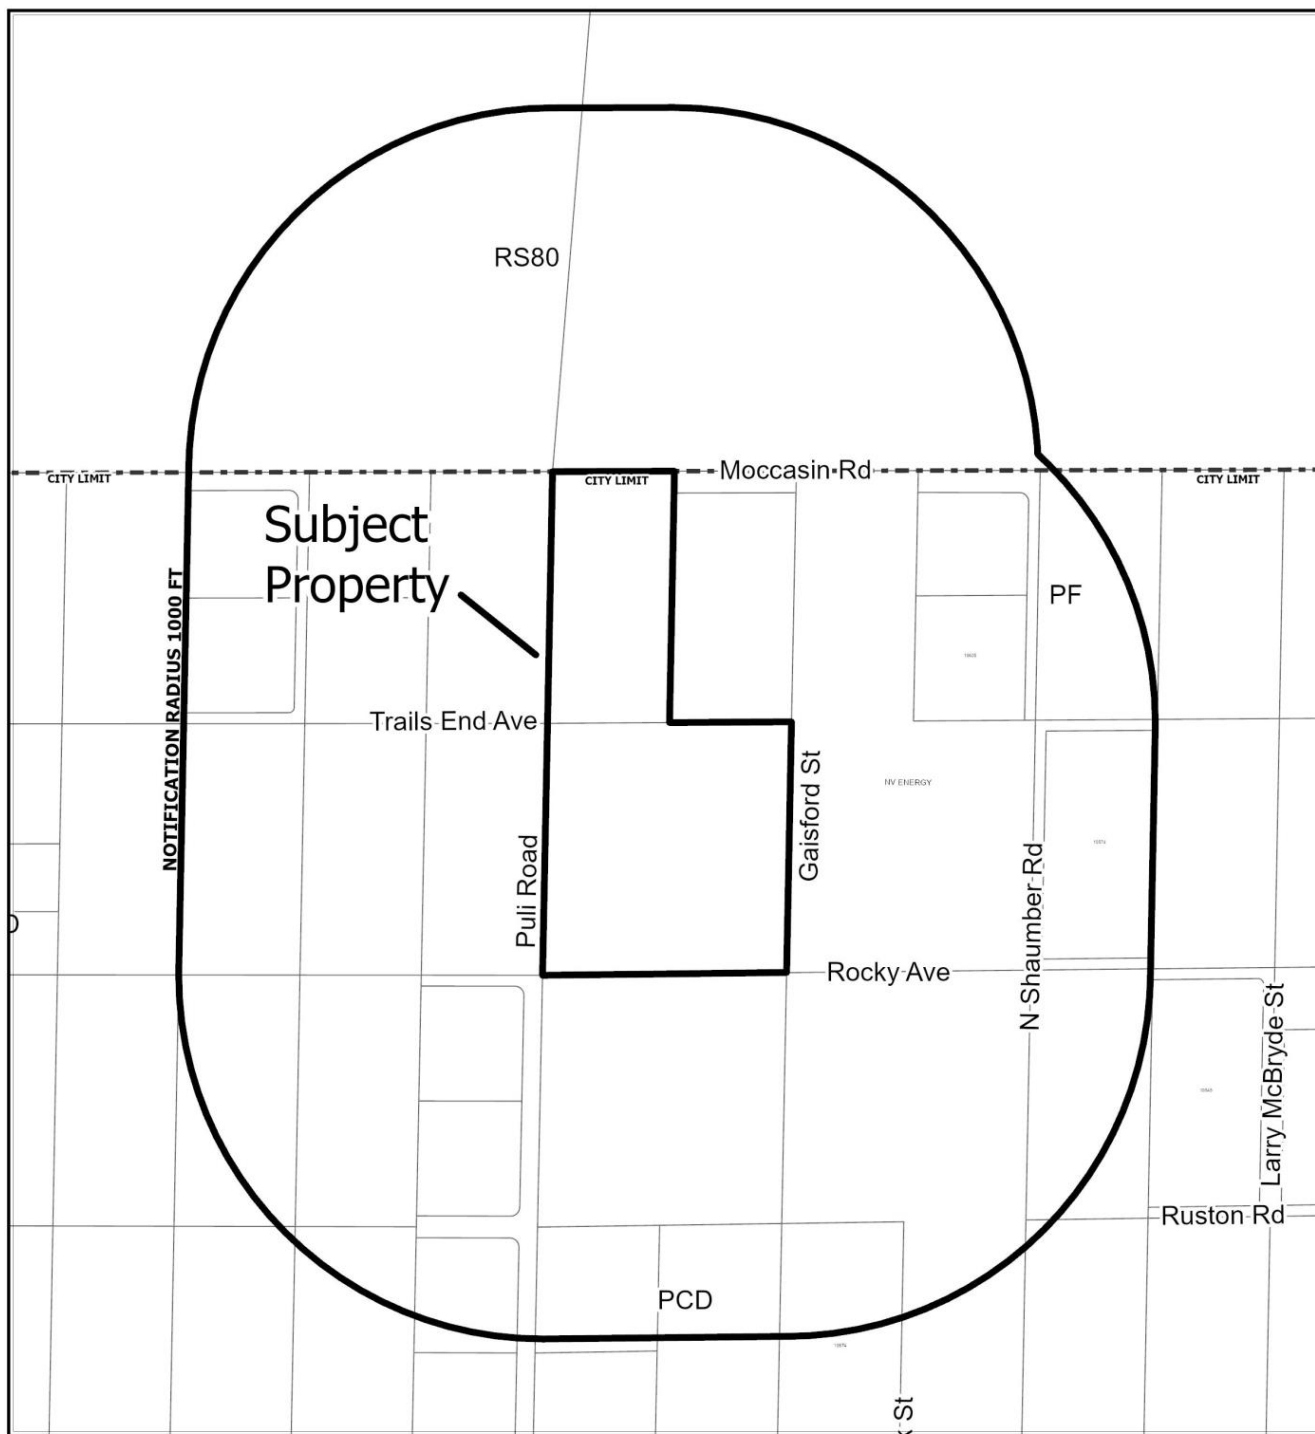 RS80
Moccasin Rd
CITY LIMIT
CITY LIMIT
CITY LIMIT
Subject
Property
NOTIFICATION RADIUS 1000 FT
PF
Trails End Ave
NV ENERGY
Gaisford St
Puli Road
N Shaumber Rd
Rocky Ave
Larry McBryde St
Ruston Rd
PCD
St